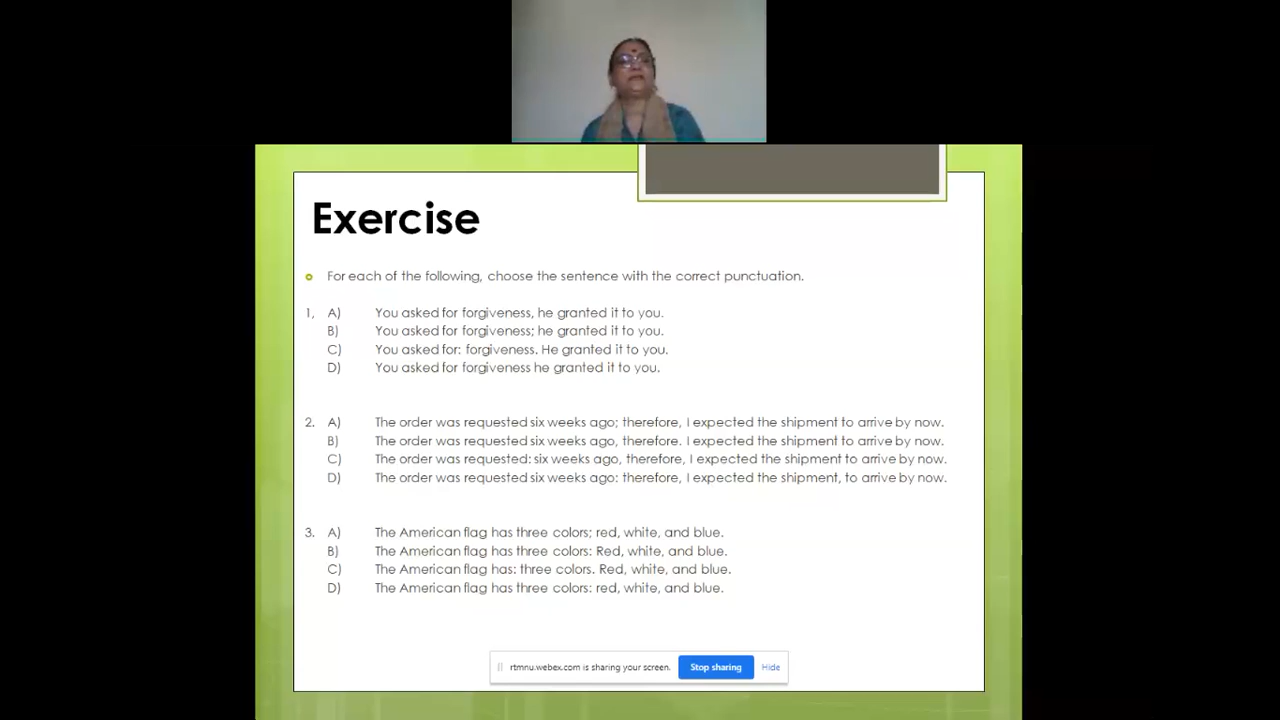 Exercise
For each of the following, choose the sentence with the correct punctuation.
1, A) You asked for forgiveness, he granted it to you.
B) You asked for forgiveness; he granted it to you.
C) You asked for: forgiveness. He granted it to you.
D) You asked for forgiveness he granted it to you.
2. A) The order was requested six weeks ago; therefore, I expected the shipment to arrive by now.
B) The order was requested six weeks ago, therefore. I expected the shipment to arrive by now.
C) The order was requested: six weeks ago, therefore, I expected the shipment to arrive by now.
D) The order was requested six weeks ago: therefore, I expected the shipment, to arrive by now.
3. A) The American flag has three colors; red, white, and blue.
B) The American flag has three colors: Red, white, and blue.
C) The American flag has: three colors. Red, white, and blue.
D) The American flag has three colors: red, white, and blue.
rtmnu.webex.com is sharing your screen. Stop sharing Hide